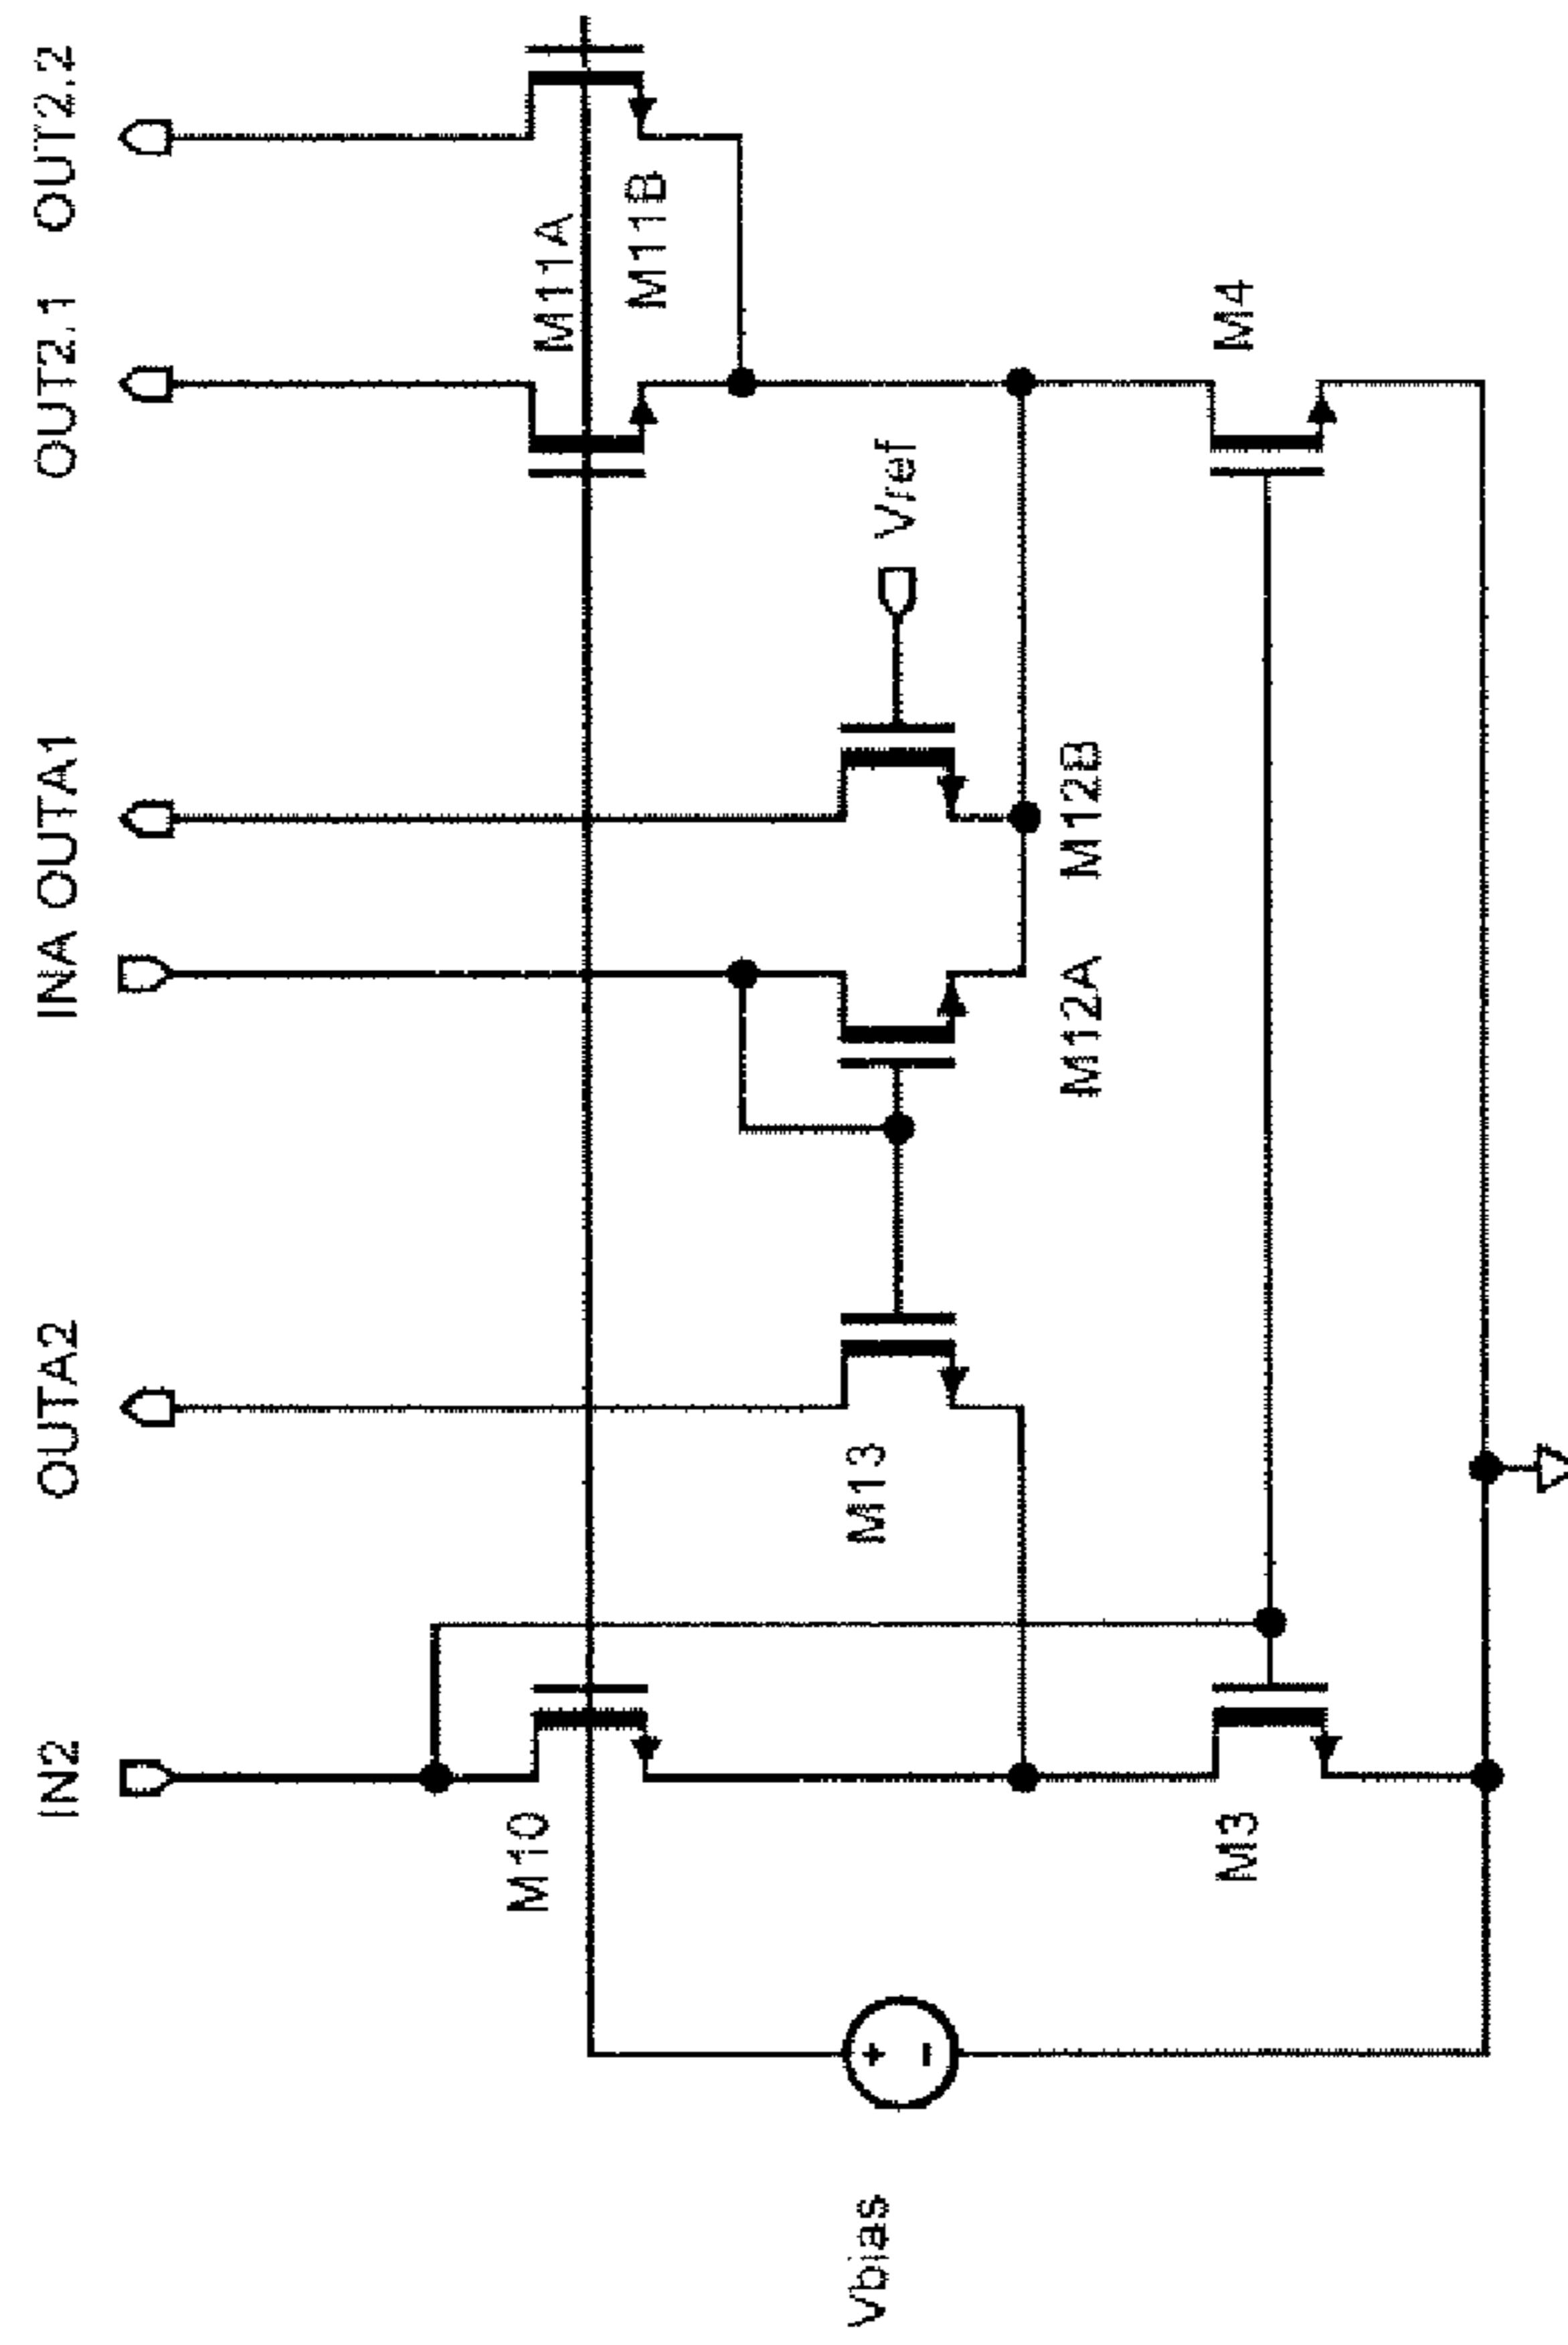 IN2
OUTA2
INA OUTA1
OUT2.1
OUT2.2
M10
M11A
M11B
Vref
M13
M12A
M12B
M3
M4
Vbias
+
-